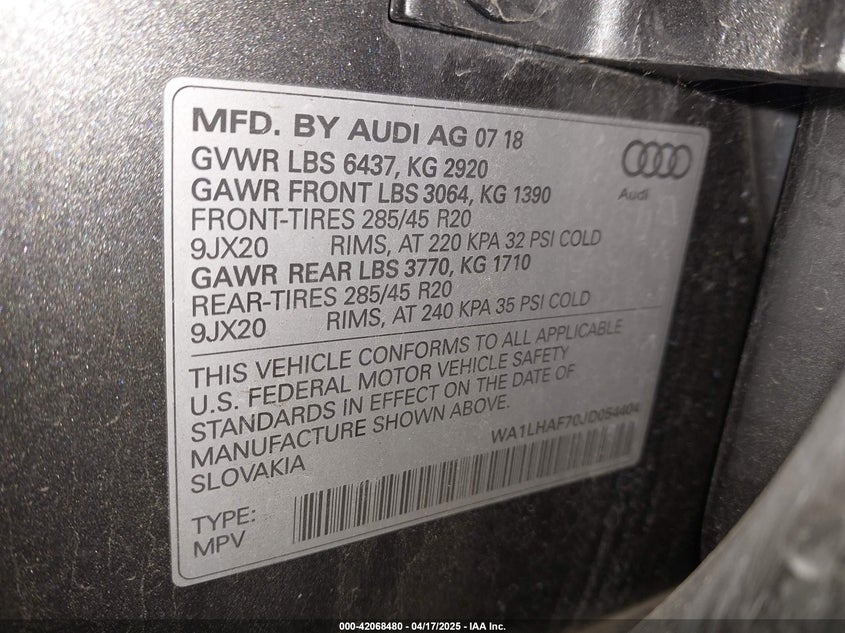 MFD. BY AUDI AG 07 18
GVWR LBS 6437, KG 2920
GAWR FRONT LBS 3064, KG 1390
FRONT-TIRES 285/45 R20
9JX20 RIMS, AT 220 KPA 32 PSI COLD
GAWR REAR LBS 3770, KG 1710
REAR-TIRES 285/45 R20
9JX20 RIMS, AT 240 KPA 35 PSI COLD
Audi
THIS VEHICLE CONFORMS TO ALL APPLICABLE
U.S. FEDERAL MOTOR VEHICLE SAFETY
STANDARDS IN EFFECT ON THE DATE OF
MANUFACTURE SHOWN ABOVE.
SLOVAKIA
WA1LHAF70JD054404
TYPE:
MPV
000-42068480 - 04/17/2025 - IAA Inc.